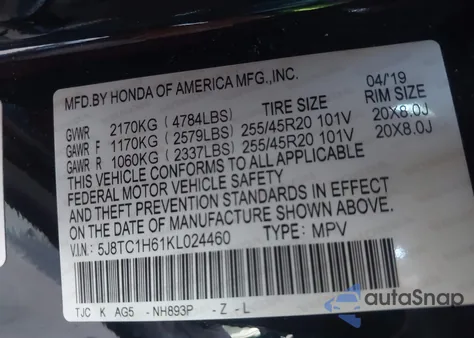 MFD.BY HONDA OF AMERICA MFG.,INC. 04/19
GVWR 2170KG (4784LBS) TIRE SIZE RIM SIZE
GAWR F 1170KG (2579LBS) 255/45R20 101V 20X8.0J
GAWR R 1060KG (2337LBS) 255/45R20 101V 20X8.0J
THIS VEHICLE CONFORMS TO ALL APPLICABLE
FEDERAL MOTOR VEHICLE SAFETY
AND THEFT PREVENTION STANDARDS IN EFFECT
ON THE DATE OF MANUFACTURE SHOWN ABOVE.
V.I.N: 5J8TC1H61KL024460 TYPE: MPV
TJC K AG5 -NH893P -Z -L
autoSnap